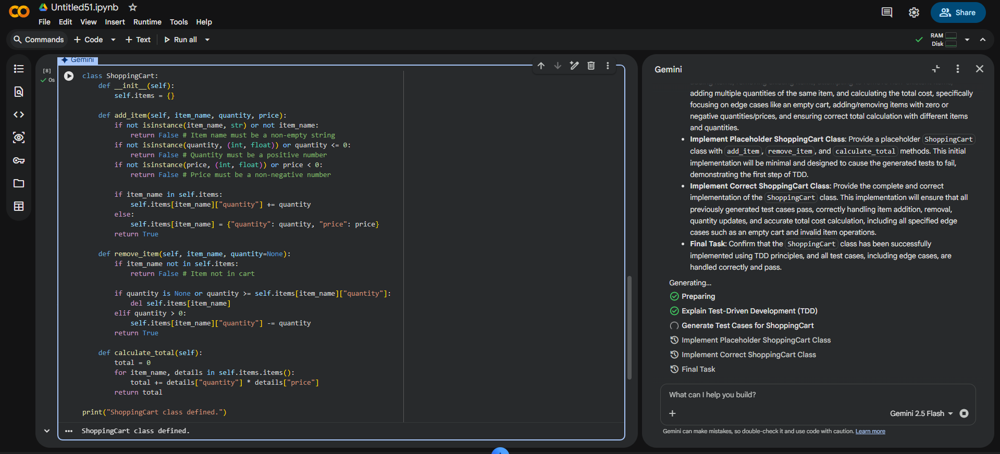 Untitled51.ipynb
File Edit View Insert Runtime Tools Help
Share
Commands + Code + Text Run all
RAM
Disk
Gemini
[8]
0s
class ShoppingCart:
    def __init__(self):
        self.items = {}

    def add_item(self, item_name, quantity, price):
        if not isinstance(item_name, str) or not item_name:
            return False # Item name must be a non-empty string
        if not isinstance(quantity, (int, float)) or quantity <= 0:
            return False # Quantity must be a positive number
        if not isinstance(price, (int, float)) or price < 0:
            return False # Price must be a non-negative number

        if item_name in self.items:
            self.items[item_name]["quantity"] += quantity
        else:
            self.items[item_name] = {"quantity": quantity, "price": price}
        return True

    def remove_item(self, item_name, quantity=None):
        if item_name not in self.items:
            return False # Item not in cart

        if quantity is None or quantity >= self.items[item_name]["quantity"]:
            del self.items[item_name]
        elif quantity > 0:
            self.items[item_name]["quantity"] -= quantity
        return True

    def calculate_total(self):
        total = 0
        for item_name, details in self.items.items():
            total += details["quantity"] * details["price"]
        return total

print("ShoppingCart class defined.")
ShoppingCart class defined.
Gemini
adding multiple quantities of the same item, and calculating the total cost, specifically
focusing on edge cases like an empty cart, adding/removing items with zero or
negative quantities/prices, and ensuring correct total calculation with different items
and quantities.
• Implement Placeholder ShoppingCart Class: Provide a placeholder ShoppingCart
class with add_item, remove_item, and calculate_total methods. This initial
implementation will be minimal and designed to cause the generated tests to fail,
demonstrating the first step of TDD.
• Implement Correct ShoppingCart Class: Provide the complete and correct
implementation of the ShoppingCart class. This implementation will ensure that all
previously generated test cases pass, correctly handling item addition, removal,
quantity updates, and accurate total cost calculation, including all specified edge
cases such as an empty cart and invalid item operations.
• Final Task: Confirm that the ShoppingCart class has been successfully
implemented using TDD principles, and all test cases, including edge cases, are
handled correctly and pass.
Generating...
Preparing
Explain Test-Driven Development (TDD)
Generate Test Cases for ShoppingCart
Implement Placeholder ShoppingCart Class
Implement Correct ShoppingCart Class
Final Task
What can I help you build?
Gemini 2.5 Flash
Gemini can make mistakes, so double-check it and use code with caution. Learn more